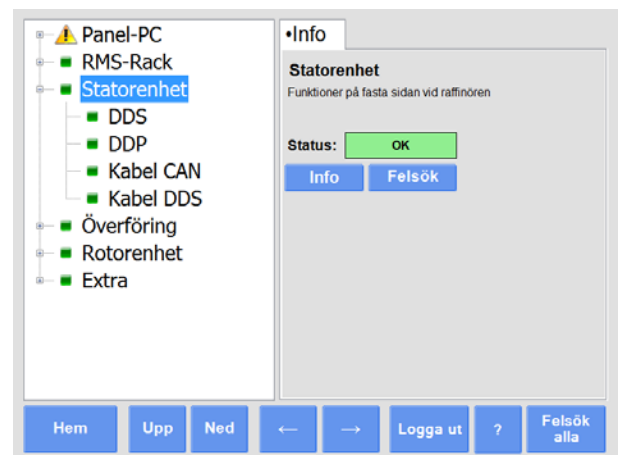 Panel-PC
RMS-Rack
Statorenhet
DDS
DDP
Kabel CAN
Kabel DDS
Överföring
Rotorenhet
Extra
•Info
Statorenhet
Funktioner på fasta sidan vid raffinören
Status: OK
Info Felsök
Hem Upp Ned ← → Logga ut ? Felsök
alla